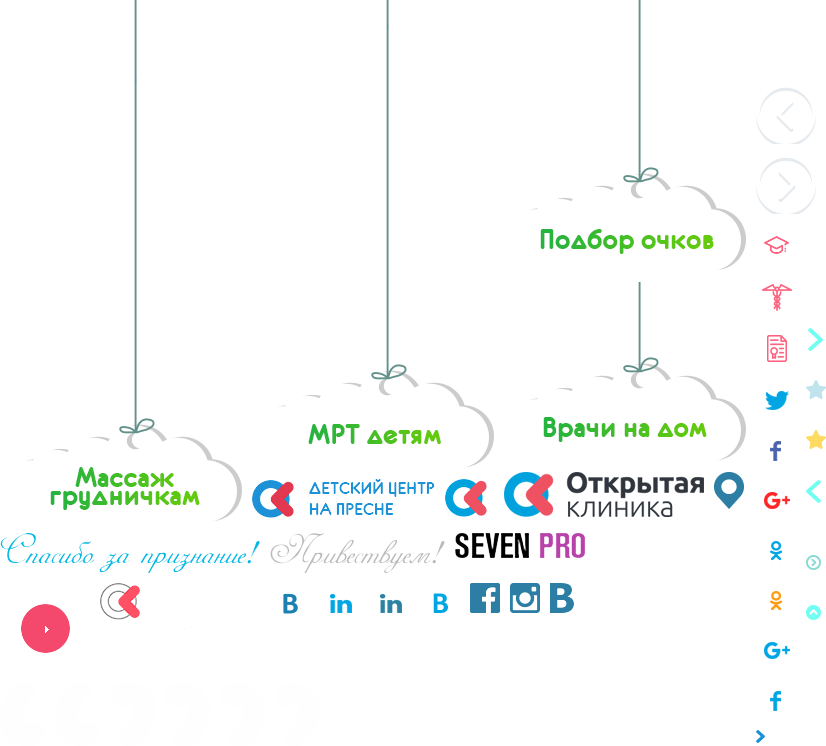 Подбор очков
МРТ детям
Врачи на дом
Массаж
грудничкам
ДЕТСКИЙ ЦЕНТР
НА ПРЕСНЕ
Открытая
клиника
Спасибо за признание!
Привествуем!
SEVEN PRO
B in in B f B
f
G+
G+
f